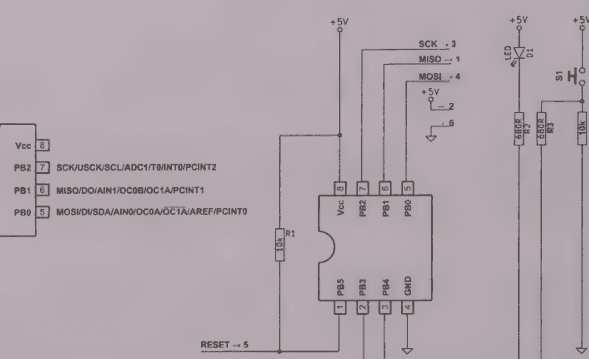 +5V
+5V
+5V
SCK → 3
MISO → 1
MOSI → 4
+5V
→ 2
→ 6
LED
D1
S1
680R
R2
680R
R3
10k
Vcc 8
PB2 7 SCK/USCK/SCL/ADC1/T0/INT0/PCINT2
PB1 6 MISO/DO/AIN1/OC0B/OC1A/PCINT1
PB0 5 MOSI/DI/SDA/AIN0/OC0A/OC1A/AREF/PCINT0
8 7 6 5
Vcc PB2 PB1 PB0
R1
10k
PB5 PB3 PB4 GND
1 2 3 4
RESET → 5